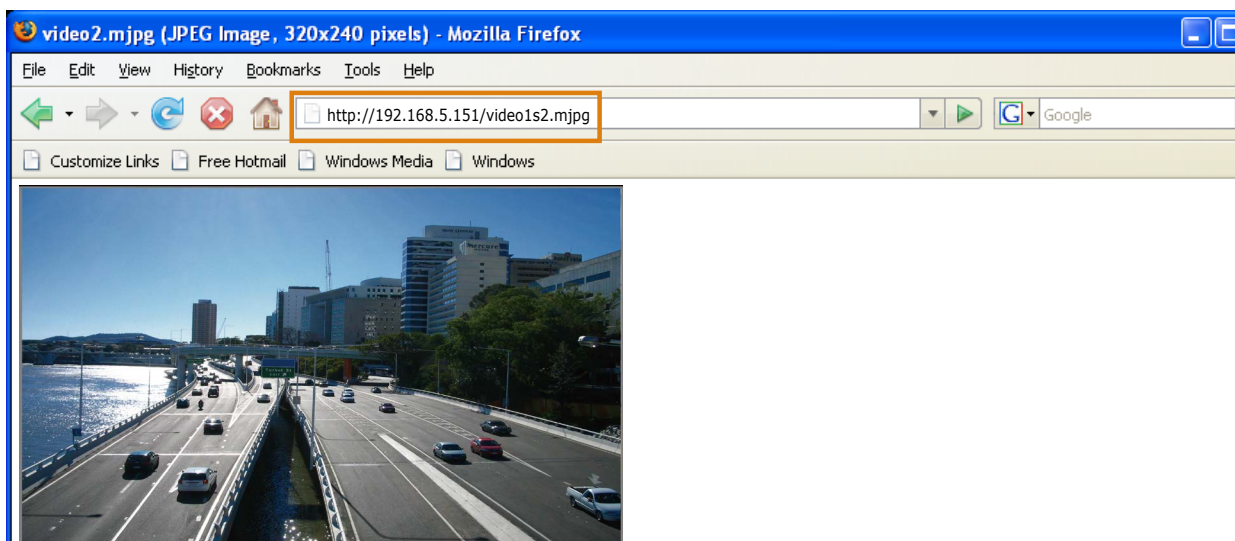 video2.mjpg (JPEG Image, 320x240 pixels) - Mozilla Firefox
File Edit View History Bookmarks Tools Help
http://192.168.5.151/video1s2.mjpg G Google
Customize Links Free Hotmail Windows Media Windows